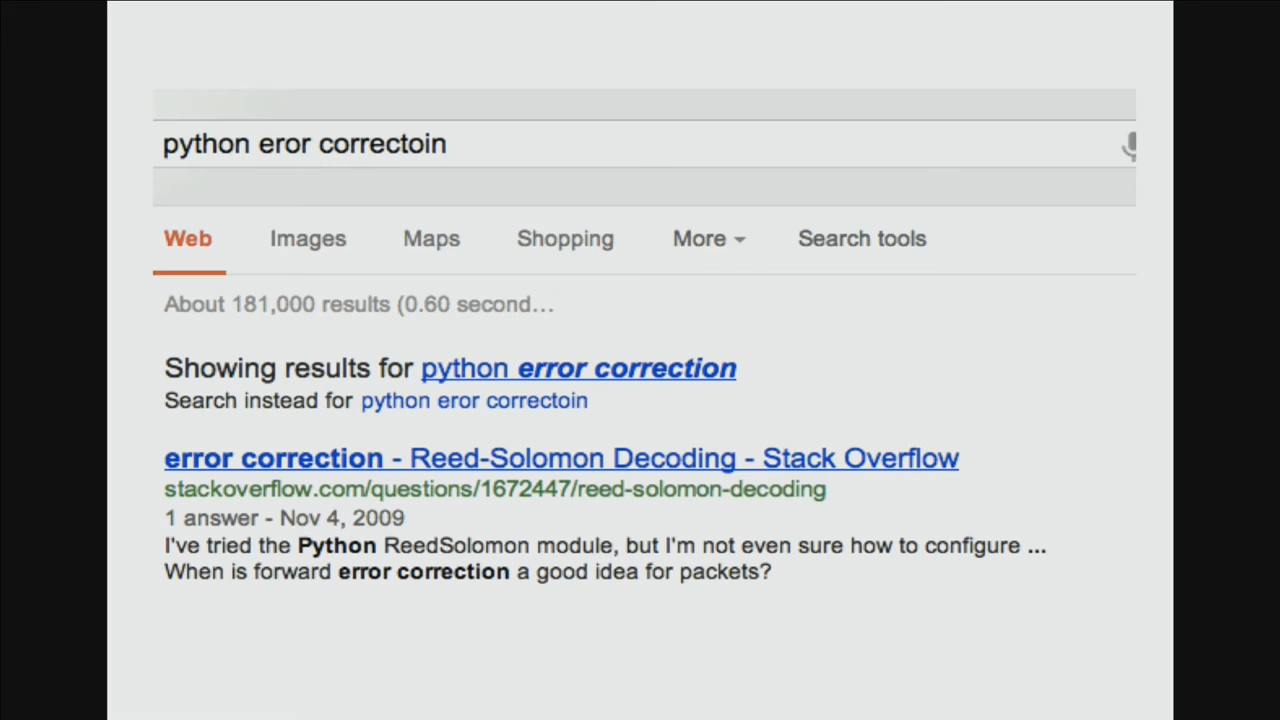 python eror correctoin
Web Images Maps Shopping More Search tools
About 181,000 results (0.60 second...
Showing results for python error correction
Search instead for python eror correctoin
error correction - Reed-Solomon Decoding - Stack Overflow
stackoverflow.com/questions/1672447/reed-solomon-decoding
1 answer - Nov 4, 2009
I've tried the Python ReedSolomon module, but I'm not even sure how to configure ...
When is forward error correction a good idea for packets?